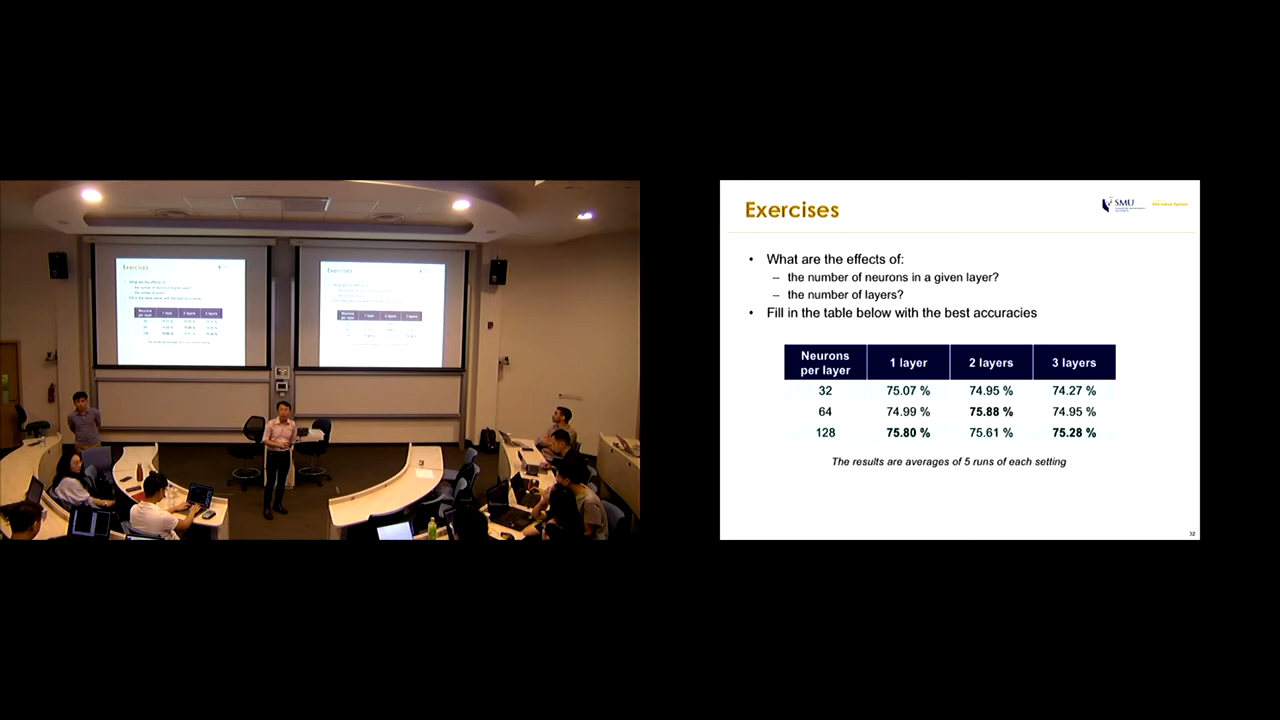 Exercises
SMU
• What are the effects of:
– the number of neurons in a given layer?
– the number of layers?
• Fill in the table below with the best accuracies
Neurons per layer 1 layer 2 layers 3 layers
32 75.07 % 74.95 % 74.27 %
64 74.99 % 75.88 % 74.95 %
128 75.80 % 75.61 % 75.28 %
The results are averages of 5 runs of each setting
32